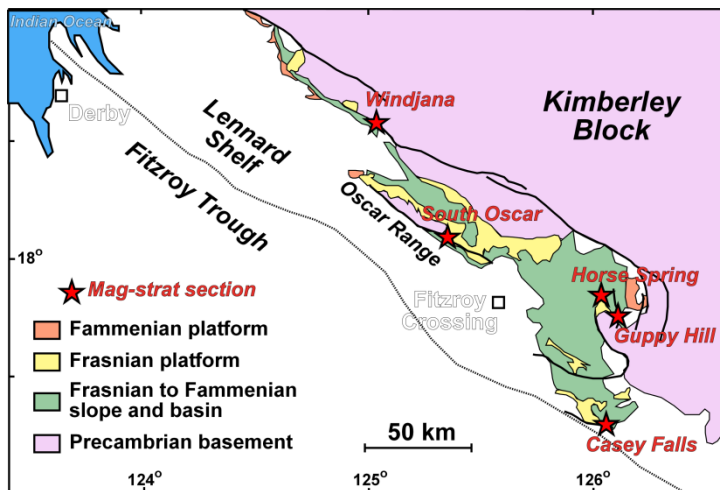 Indian Ocean
Derby
Windjana
Kimberley
Block
Lennard
Shelf
Fitzroy Trough
Oscar Range
South Oscar
18°
Mag-strat section
Horse Spring
Fitzroy
Crossing
Guppy Hill
Fammenian platform
Frasnian platform
Frasnian to Fammenian
slope and basin
Precambrian basement
50 km
Casey Falls
124°
125°
126°